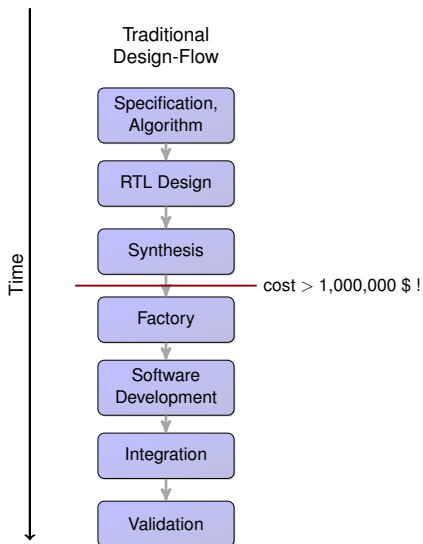 Traditional
Design-Flow
Specification,
Algorithm
RTL Design
Synthesis
Time
cost > 1,000,000 $ !
Factory
Software
Development
Integration
Validation